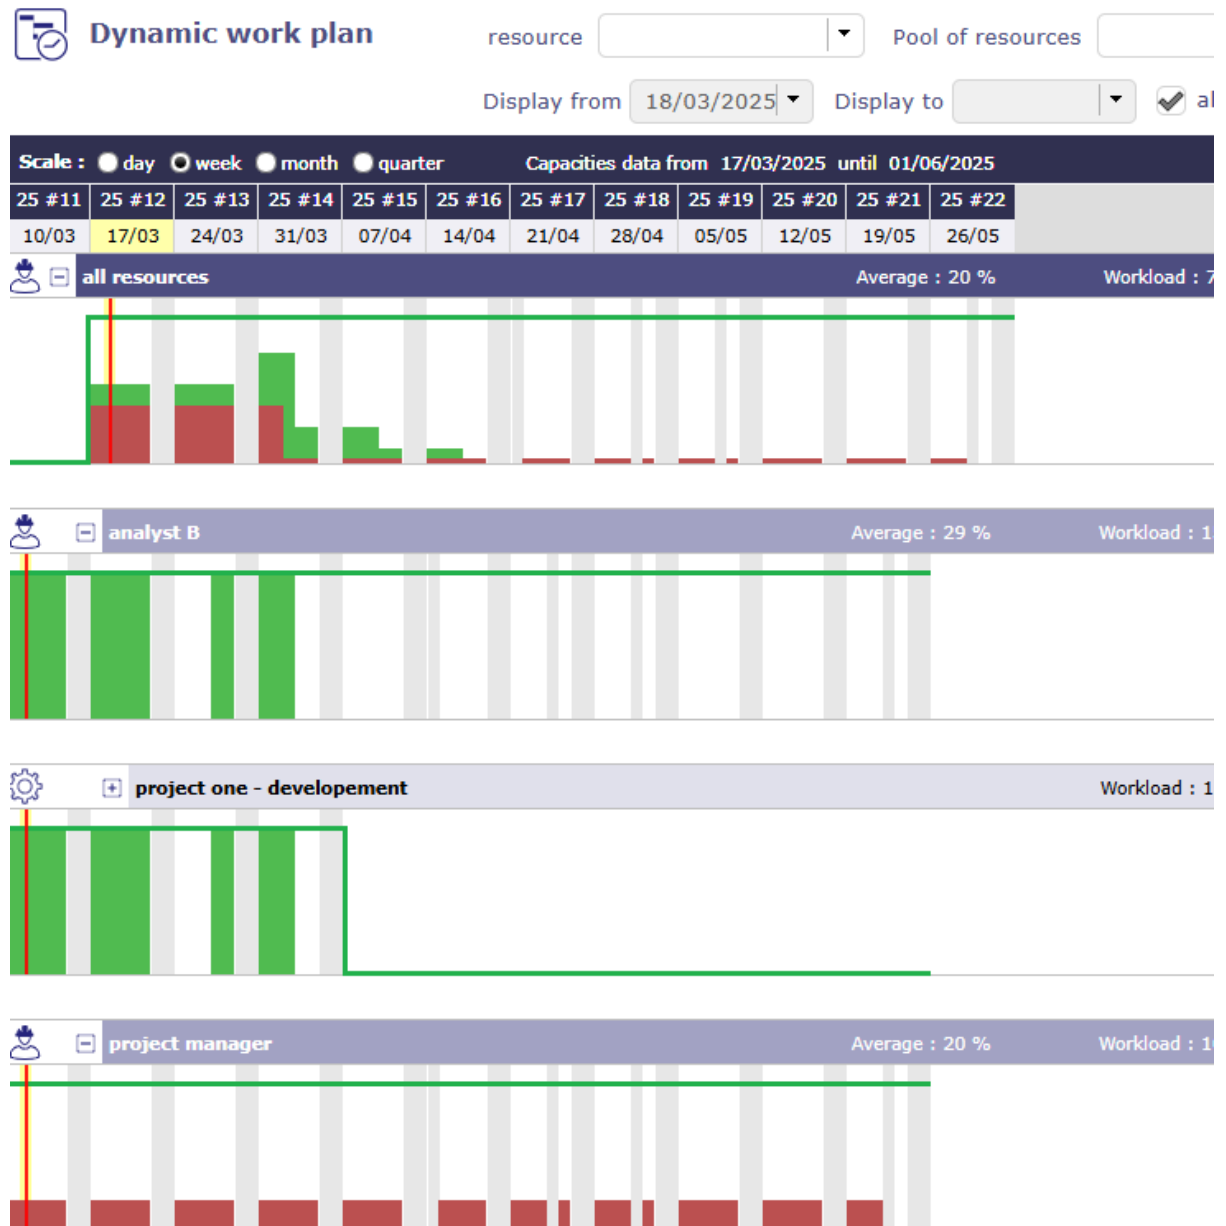 Dynamic work plan resource Pool of resources
Display from 18/03/2025 Display to
Scale : day week month quarter Capacities data from 17/03/2025 until 01/06/2025
25 #11 25 #12 25 #13 25 #14 25 #15 25 #16 25 #17 25 #18 25 #19 25 #20 25 #21 25 #22
10/03 17/03 24/03 31/03 07/04 14/04 21/04 28/04 05/05 12/05 19/05 26/05
all resources Average : 20 % Workload : 7
analyst B Average : 29 % Workload : 1
project one - developement Workload : 1
project manager Average : 20 % Workload : 1